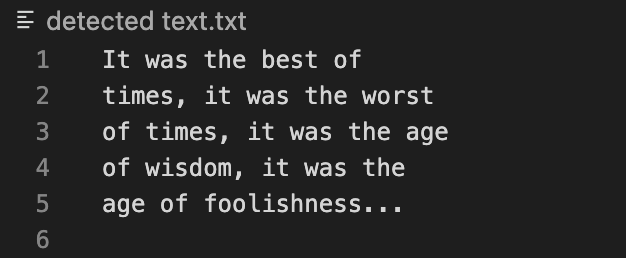 detected text.txt
1 It was the best of
2 times, it was the worst
3 of times, it was the age
4 of wisdom, it was the
5 age of foolishness...
6